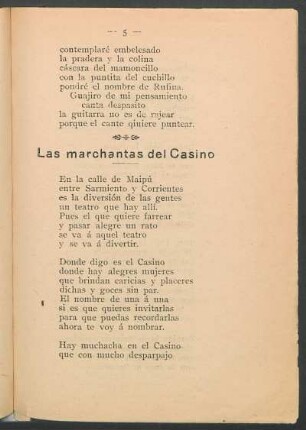 — 5 —
contemplaré embelesado
la pradera y la colina
cáscara del mamoncillo
con la puntita del cuchillo
pondré el nombre de Rufina.
Guajiro de mi pensamiento
canta despasito
la guitarra no es de rajear
porque el cante qiuiere puntear.
Las marchantas del Casino
En la calle de Maipú
entre Sarmiento y Corrientes
es la diversión de las gentes
un teatro que hay allí.
Pues el que quiere farrear
y pasar alegre un rato
se va á aquel teatro
y se va á divertir.
Donde digo es el Casino
donde hay alegres mujeres
que brindan caricias y placeres
dichas y goces sin par.
El nombre de una á una
si es que quieres invitarlas
para que puedas recordarlas
ahora te voy á nombrar.
Hay muchacha en el Casino
que con mucho desparpajo